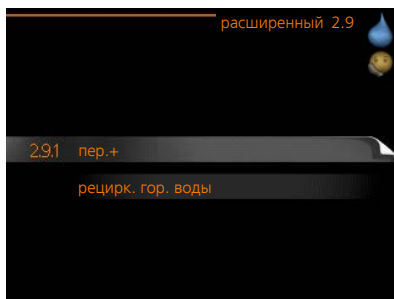 расширенный 2.9
2.9.1 пер.+
рецирк. гор. воды